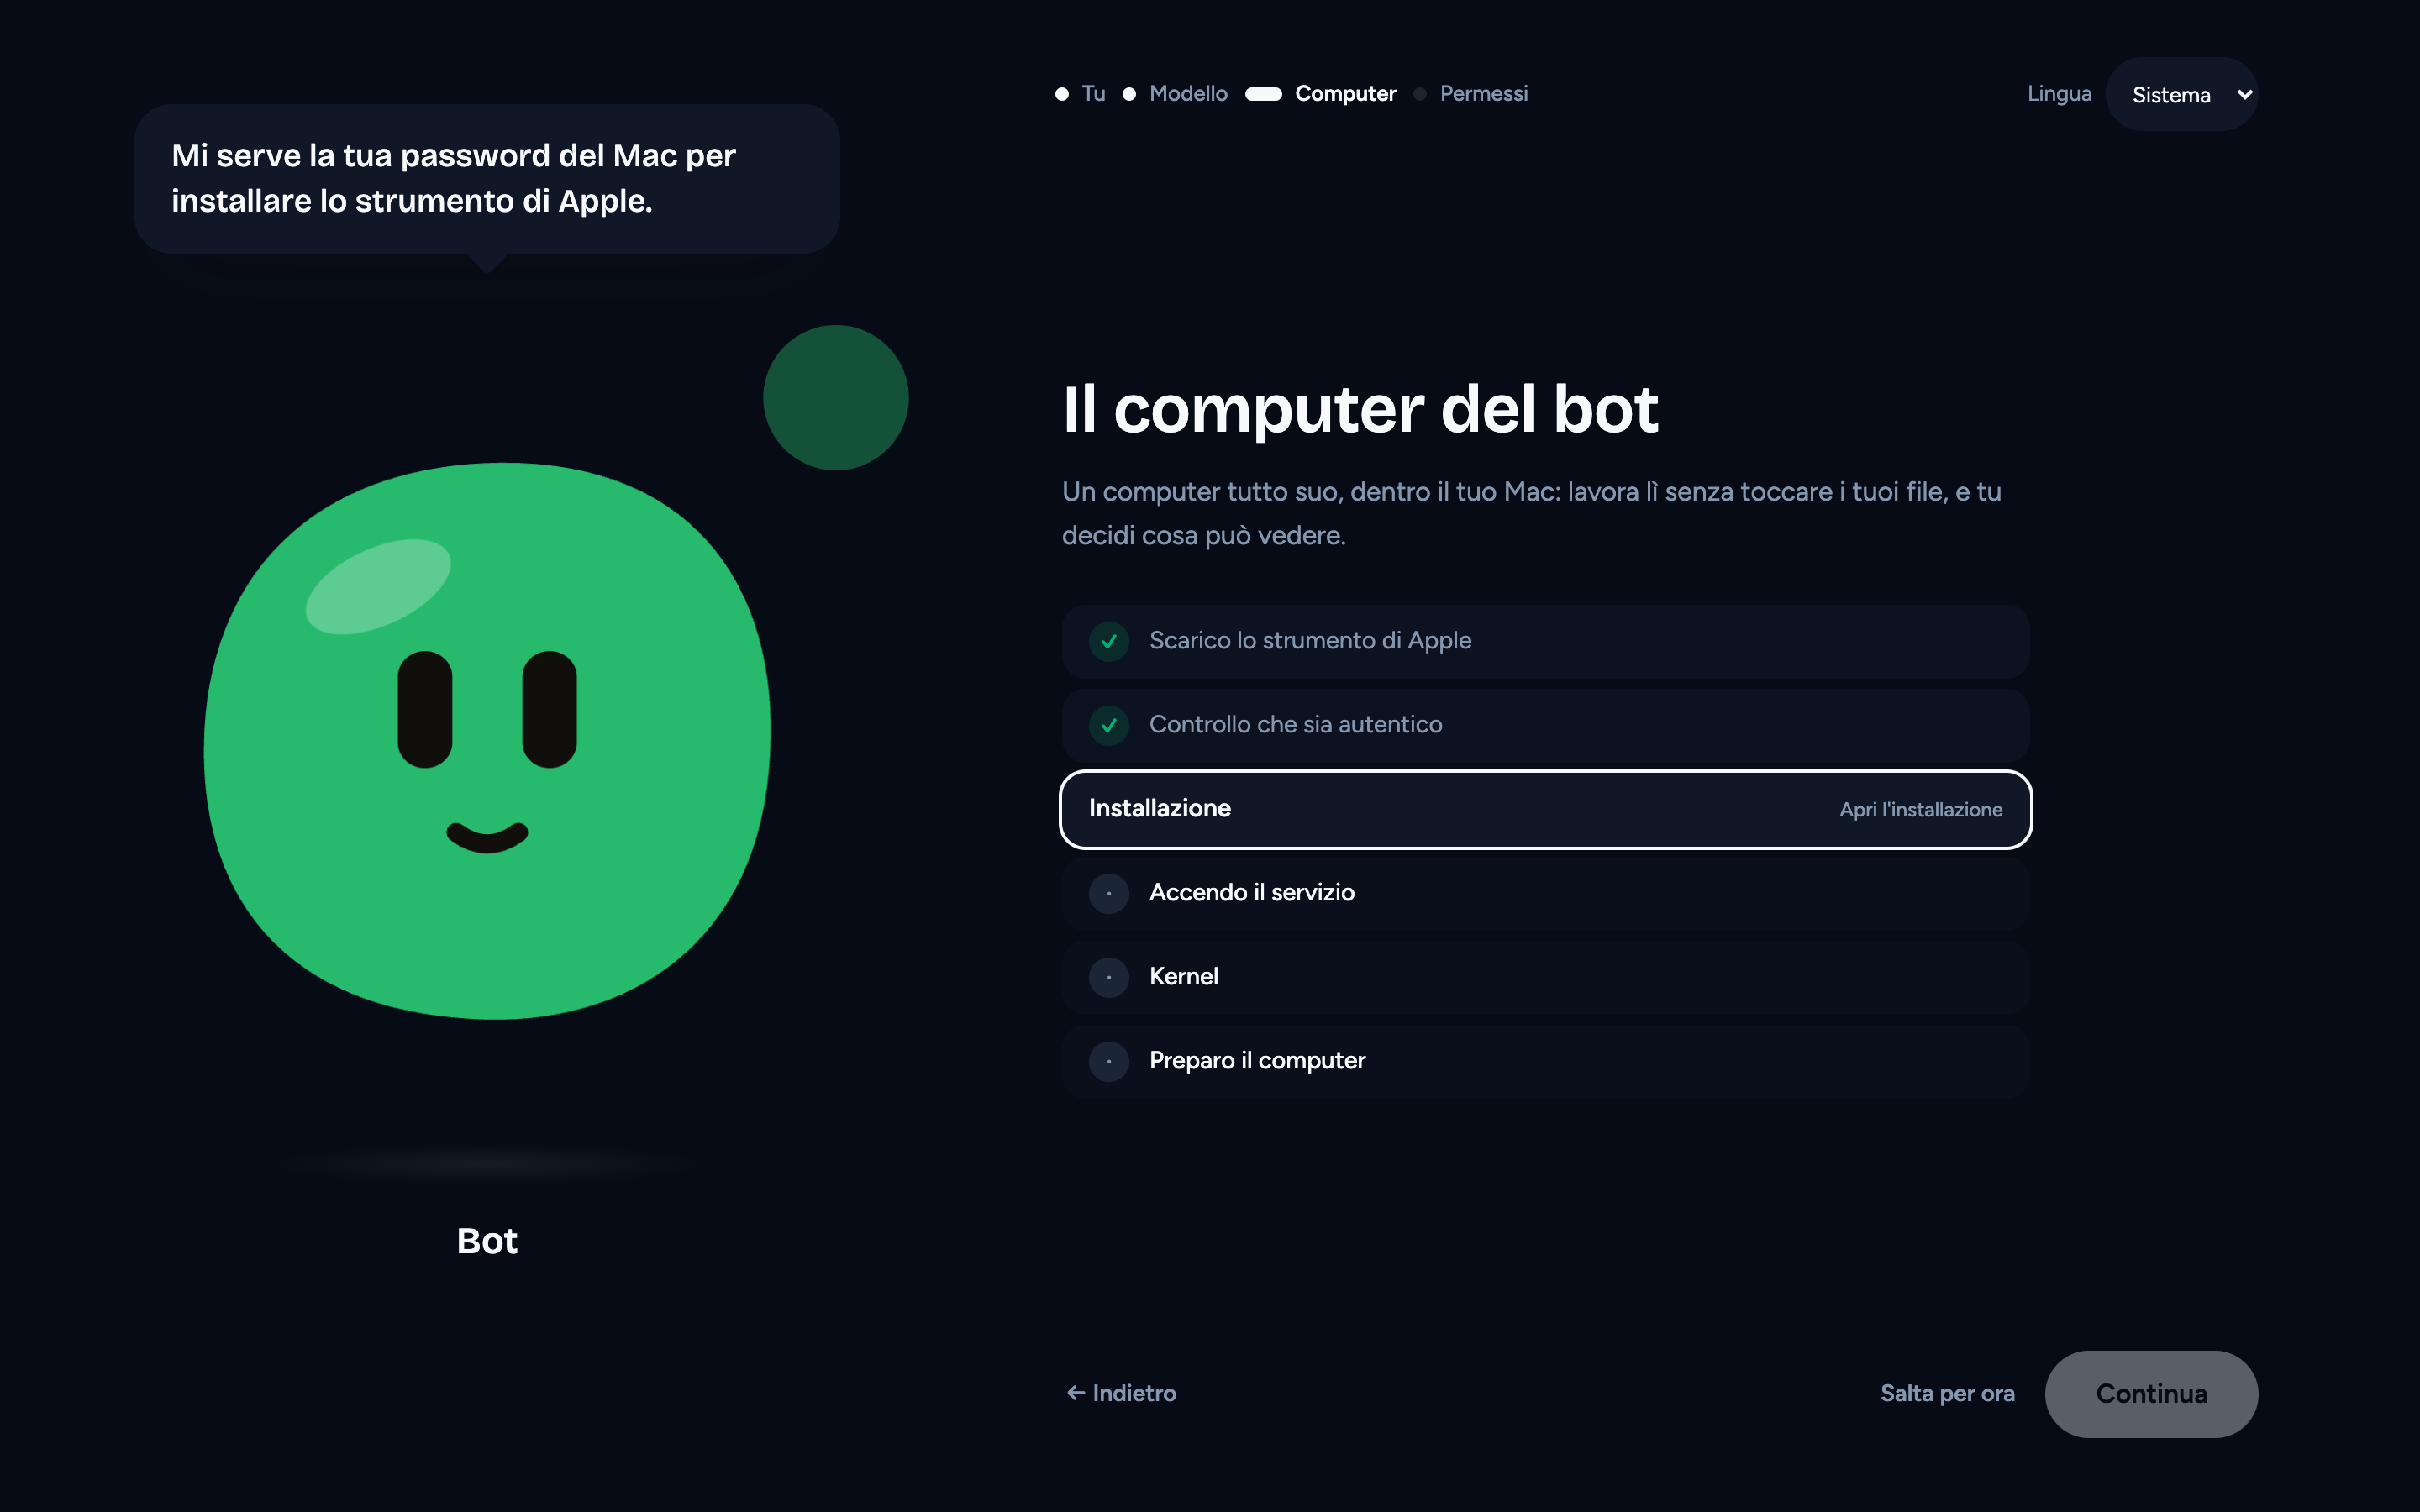 Mi serve la tua password del Mac per
installare lo strumento di Apple.
Bot
Tu
Modello
Computer
Permessi
Lingua
Sistema
Il computer del bot
Un computer tutto suo, dentro il tuo Mac: lavora lì senza toccare i tuoi file, e tu
decidi cosa può vedere.
Scarico lo strumento di Apple
Controllo che sia autentico
Installazione
Apri l'installazione
Accendo il servizio
Kernel
Preparo il computer
← Indietro
Salta per ora
Continua